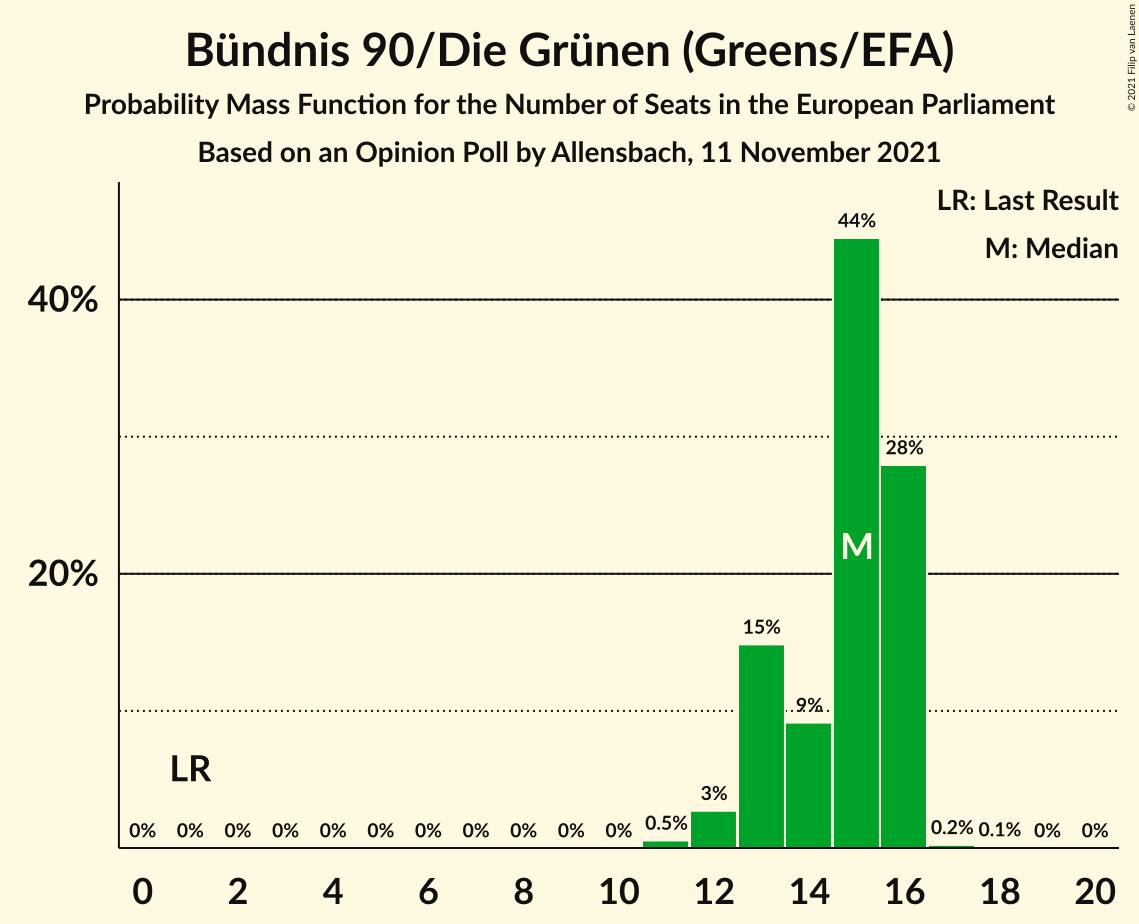 Bündnis 90/Die Grünen (Greens/EFA)
Probability Mass Function for the Number of Seats in the European Parliament
Based on an Opinion Poll by Allensbach, 11 November 2021
© 2021 Filip van Laenen
LR: Last Result
M: Median
44%
40%
28%
M
20%
15%
9%
LR
3%
0% 0% 0% 0% 0% 0% 0% 0% 0% 0% 0% 0.5% 0.2% 0.1% 0% 0%
0 2 4 6 8 10 12 14 16 18 20